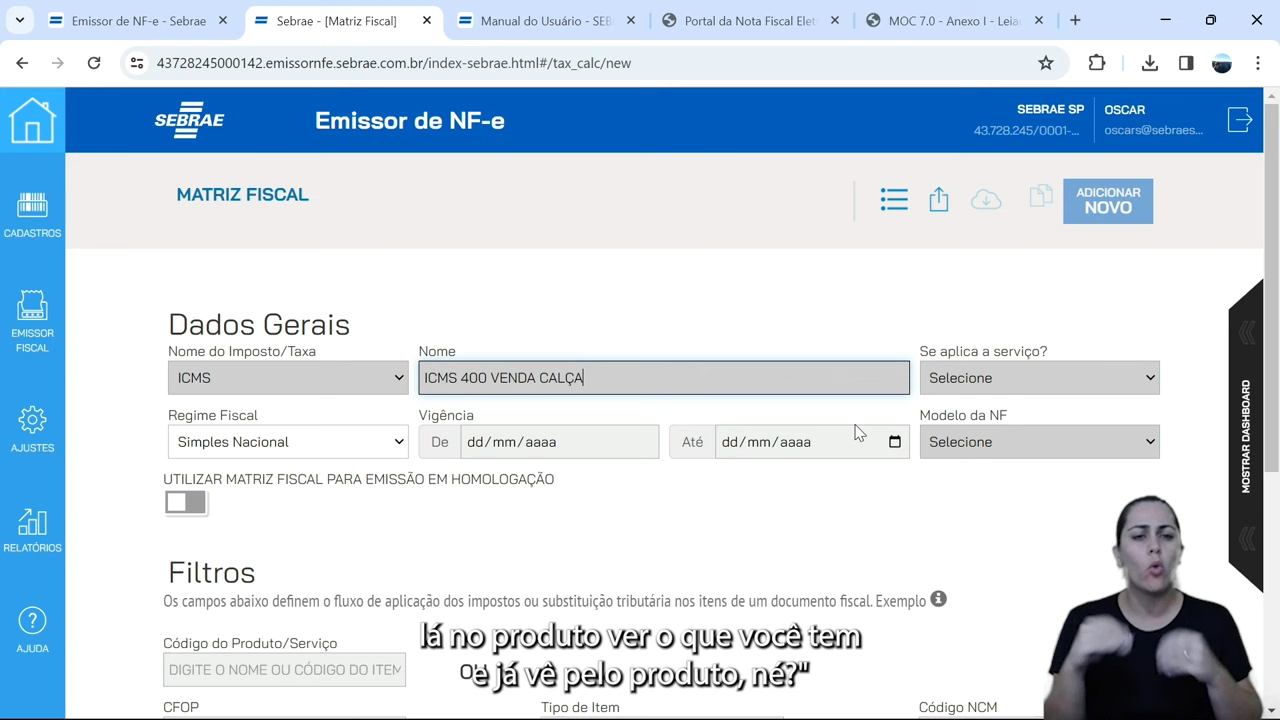 Emissor de NF-e - Sebrae
Sebrae - [Matriz Fiscal]
Manual do Usuário - SEB
Portal da Nota Fiscal Elet
MOC 7.0 - Anexo I - Leia
43728245000142.emissornfe.sebrae.com.br/index-sebrae.html#/tax_calc/new
SEBRAE
Emissor de NF-e
SEBRAE SP
43.728.245/0001-...
OSCAR
oscars@sebraes...
MATRIZ FISCAL
ADICIONAR
NOVO
CADASTROS
EMISSOR
FISCAL
AJUSTES
RELATÓRIOS
AJUDA
Dados Gerais
Nome do Imposto/Taxa
Nome
Se aplica a serviço?
ICMS
ICMS 400 VENDA CALÇA
Selecione
Regime Fiscal
Vigência
Modelo da NF
Simples Nacional
De
dd/mm/aaaa
Até
dd/mm/aaaa
Selecione
UTILIZAR MATRIZ FISCAL PARA EMISSÃO EM HOMOLOGAÇÃO
MOSTRAR DASHBOARD
Filtros
Os campos abaixo definem o fluxo de aplicação dos impostos ou substituição tributária nos itens de um documento fiscal. Exemplo
Código do Produto/Serviço
DIGITE O NOME OU CÓDIGO DO ITEM
lá no produto ver o que você tem
e já vê pelo produto, né?"
CFOP
Tipo de Item
Código NCM